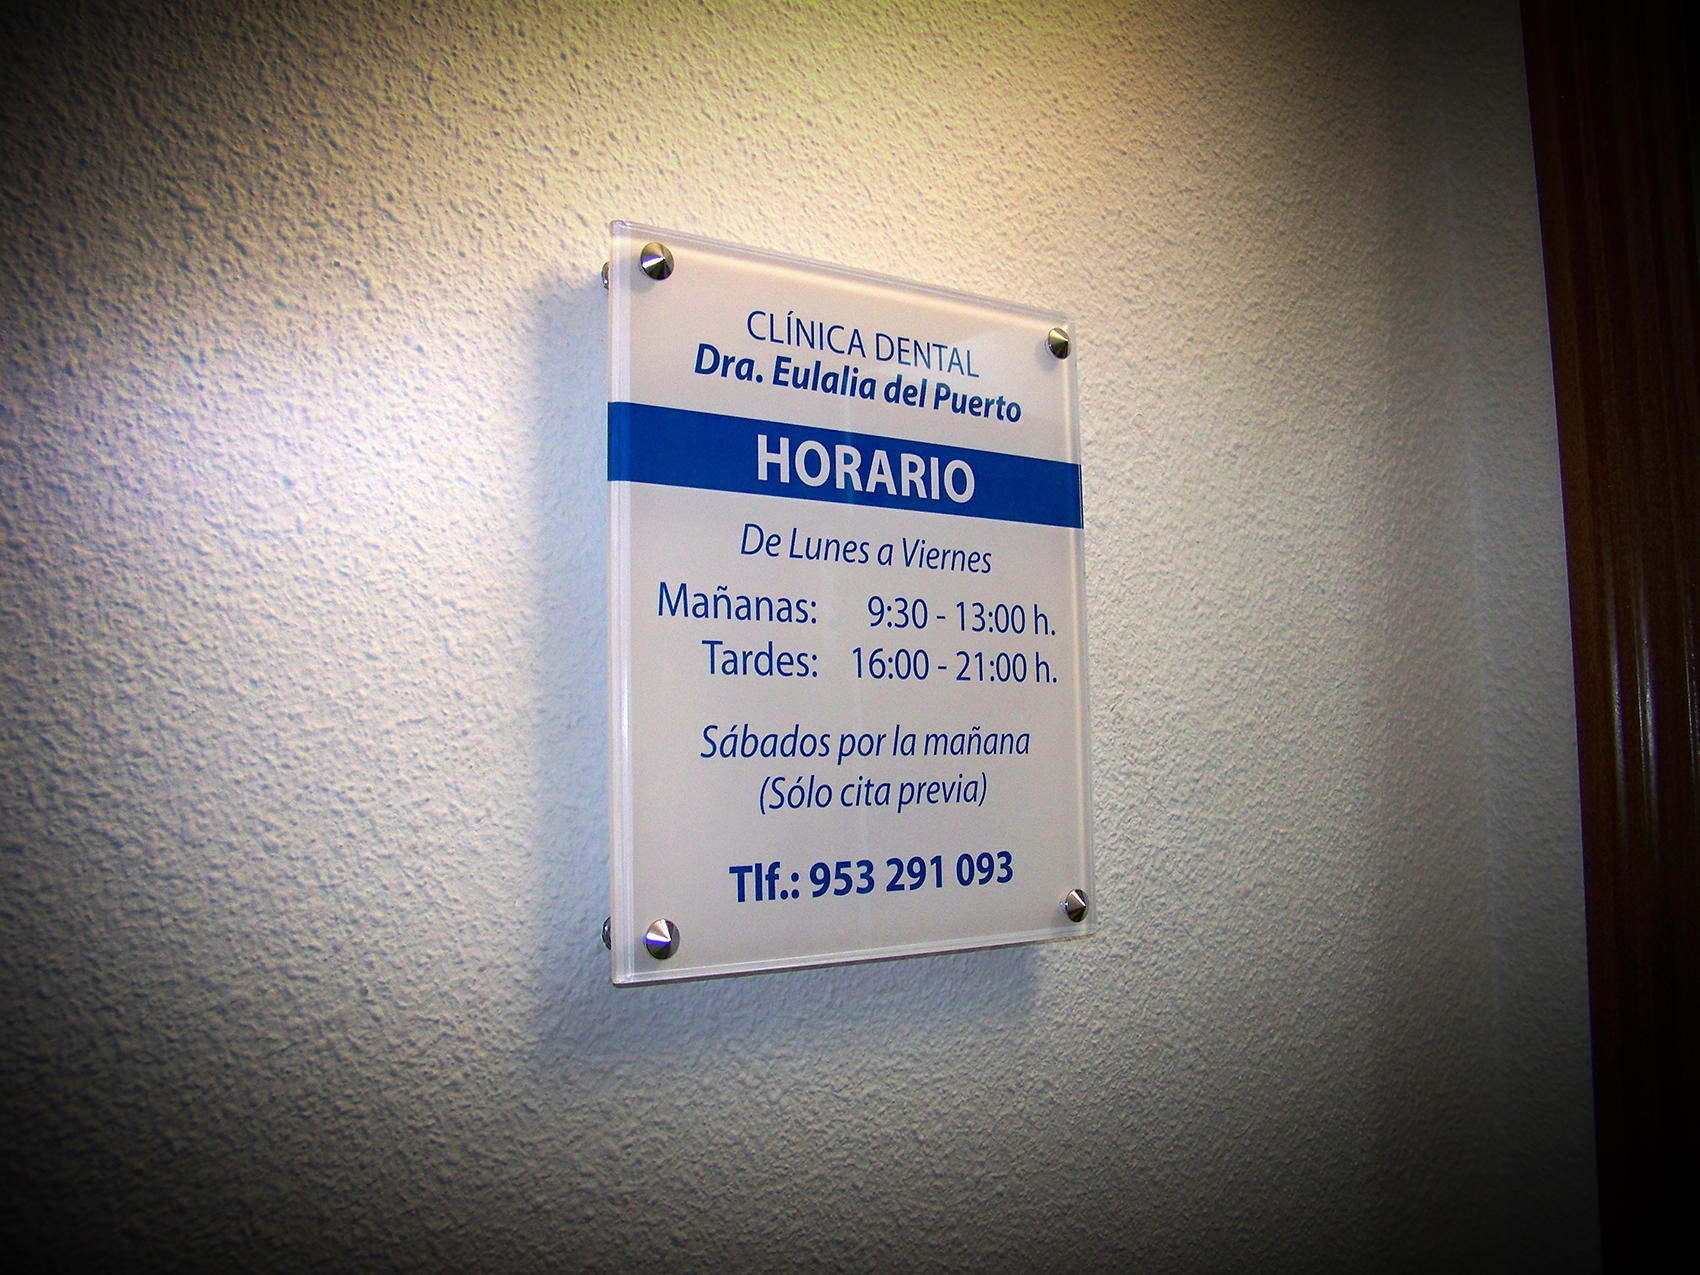 CLÍNICA DENTAL
Dra. Eulalia del Puerto
HORARIO
De Lunes a Viernes
Mañanas: 9:30 - 13:00 h.
Tardes: 16:00 - 21:00 h.
Sábados por la mañana
(Sólo cita previa)
Tlf.: 953 291 093